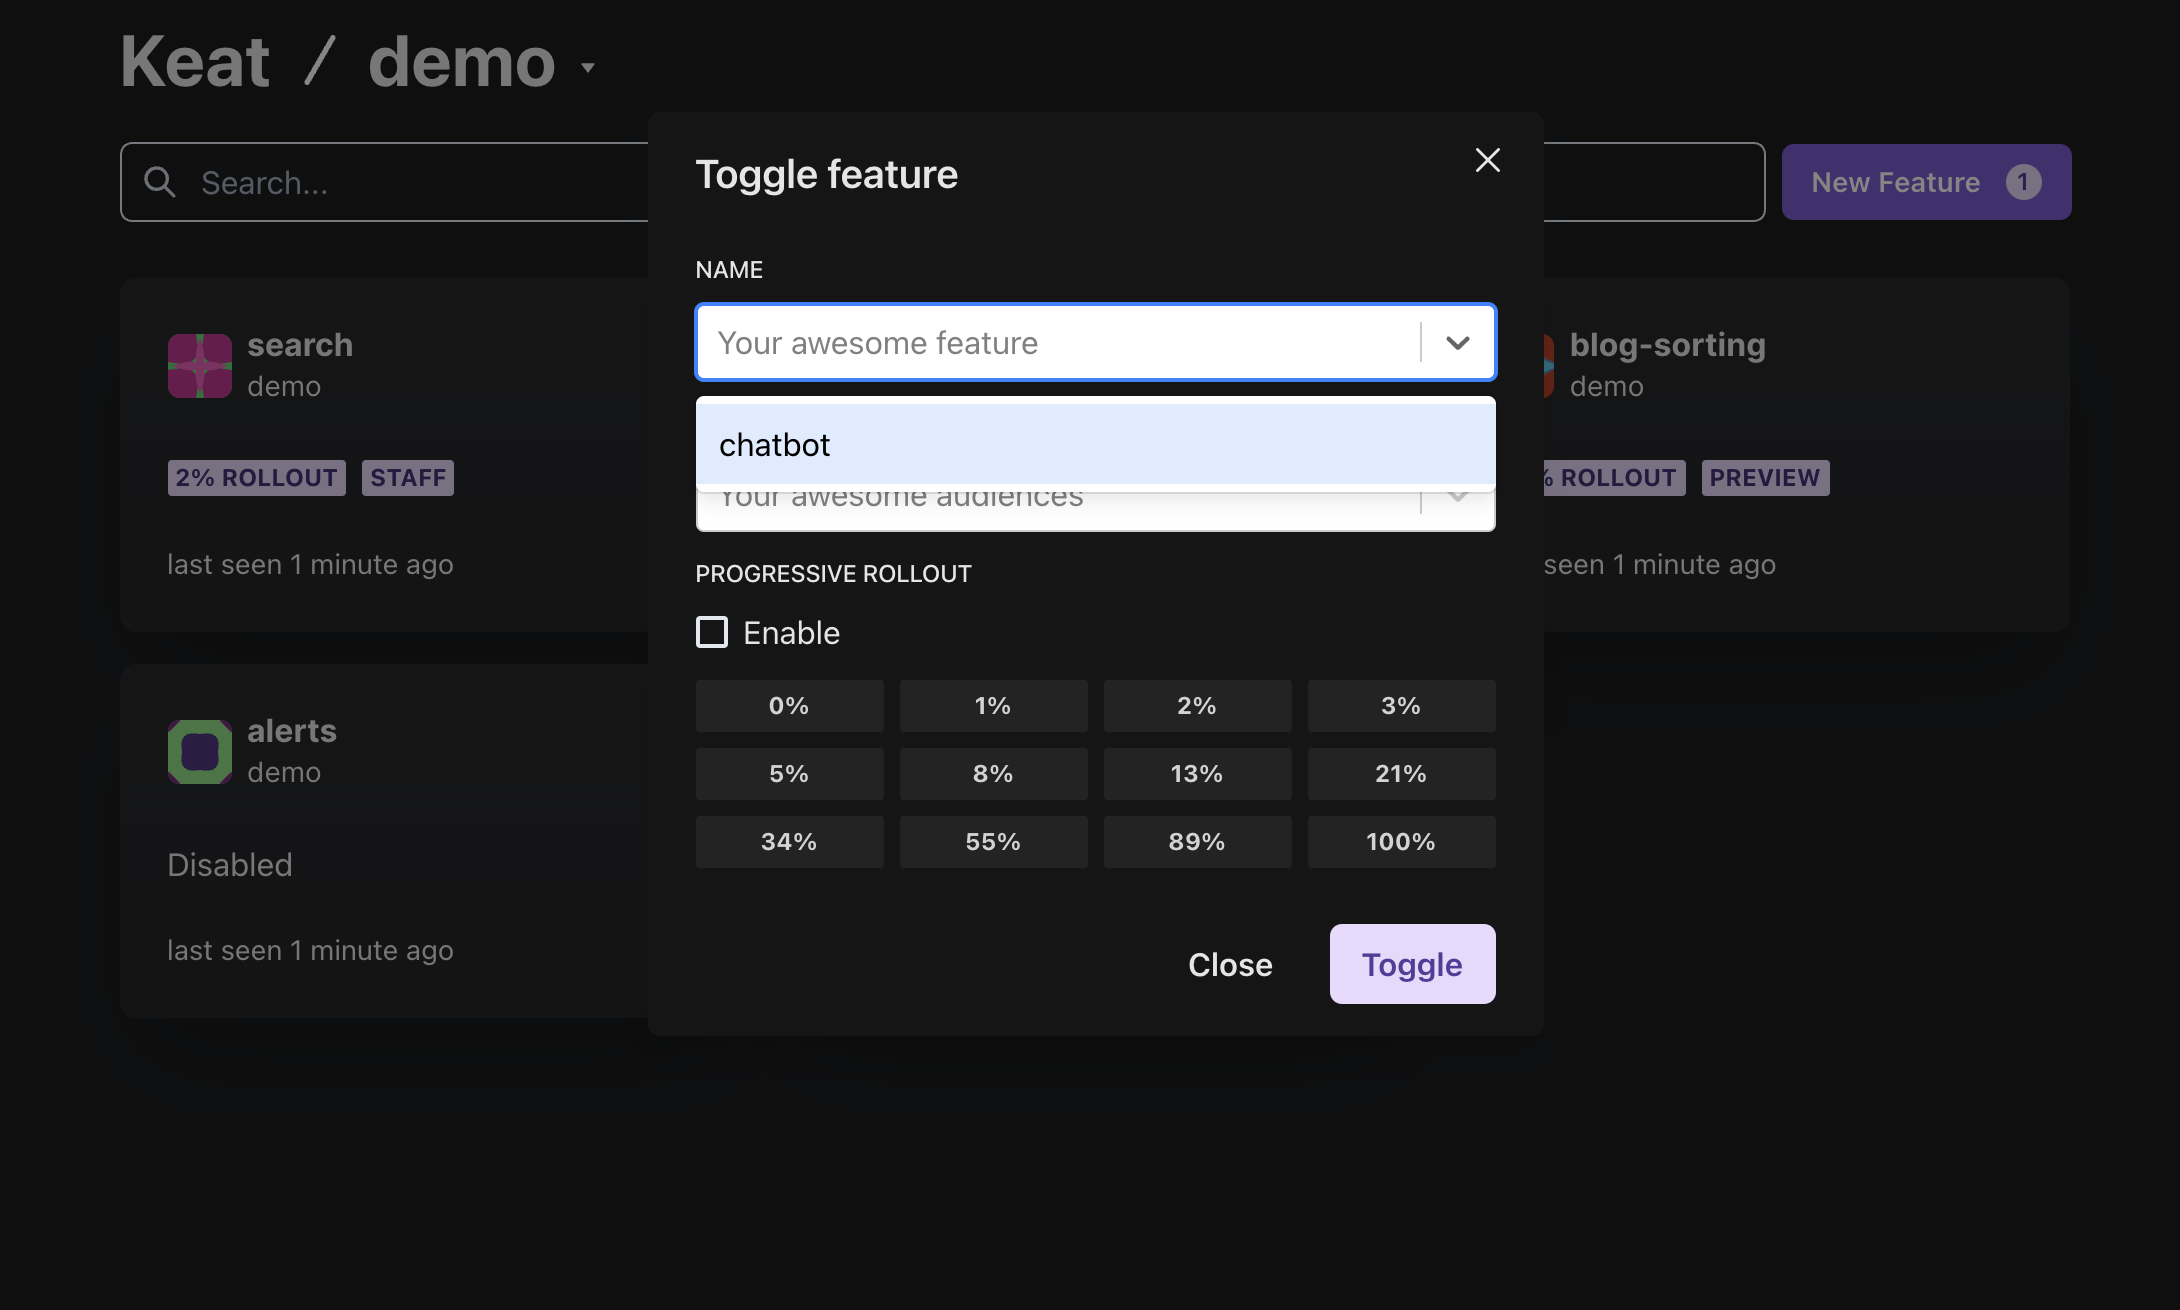 Keat / demo
Search...
New Feature 1
search
demo
2% ROLLOUT STAFF
last seen 1 minute ago
alerts
demo
Disabled
last seen 1 minute ago
Toggle feature
NAME
Your awesome feature
chatbot
Your awesome audiences
PROGRESSIVE ROLLOUT
Enable
0% 1% 2% 3%
5% 8% 13% 21%
34% 55% 89% 100%
Close Toggle
blog-sorting
demo
% ROLLOUT PREVIEW
seen 1 minute ago